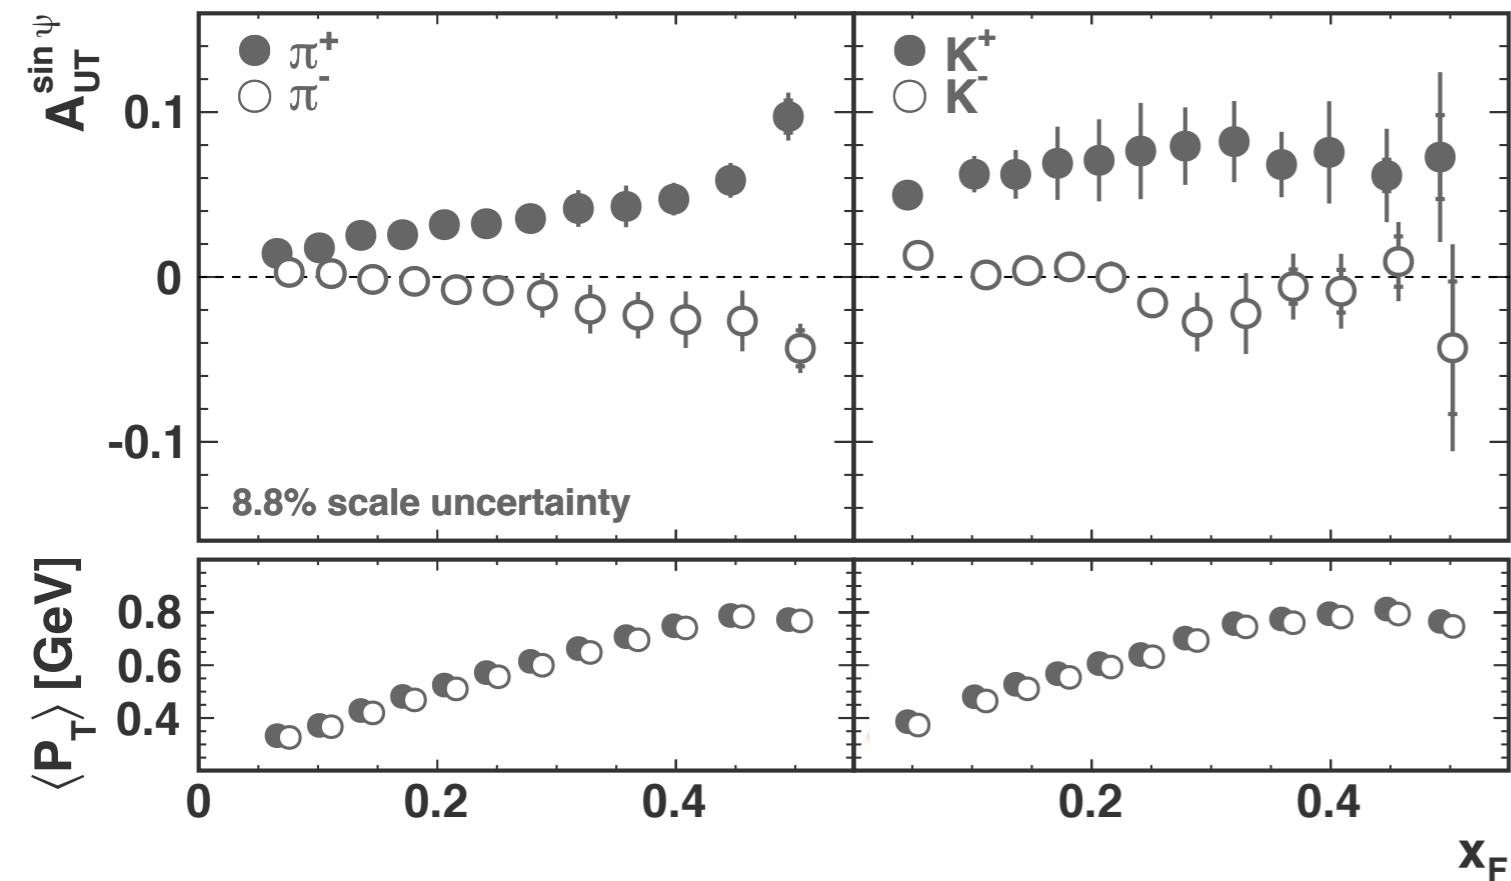 A_UT^sin ψ
π+
π-
K+
K-
0.1
0
-0.1
8.8% scale uncertainty
⟨P_T⟩ [GeV]
0.8
0.6
0.4
0 0.2 0.4 0.2 0.4
x_F